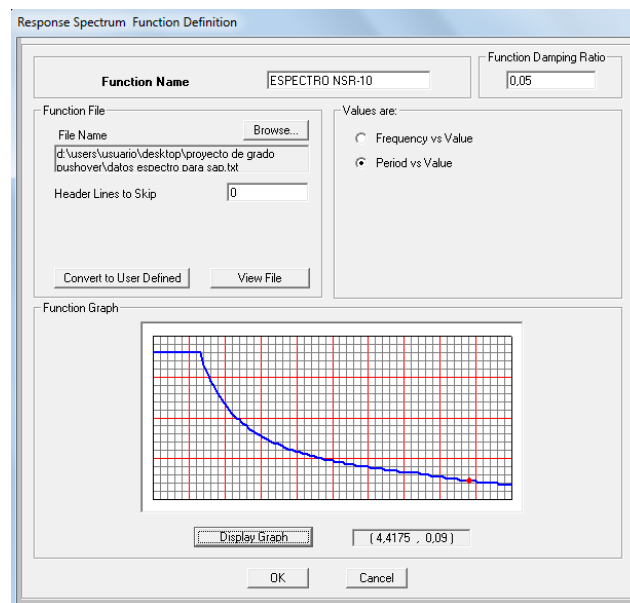 Response Spectrum Function Definition
Function Name
ESPECTRO NSR-10
Function Damping Ratio
0,05
Function File
File Name
Browse...
d:\users\usuario\desktop\proyecto de grado
pushover\datos espectro para sap.txt
Header Lines to Skip
0
Convert to User Defined
View File
Values are:
Frequency vs Value
Period vs Value
Function Graph
Display Graph
(4,4175 , 0,09)
OK
Cancel